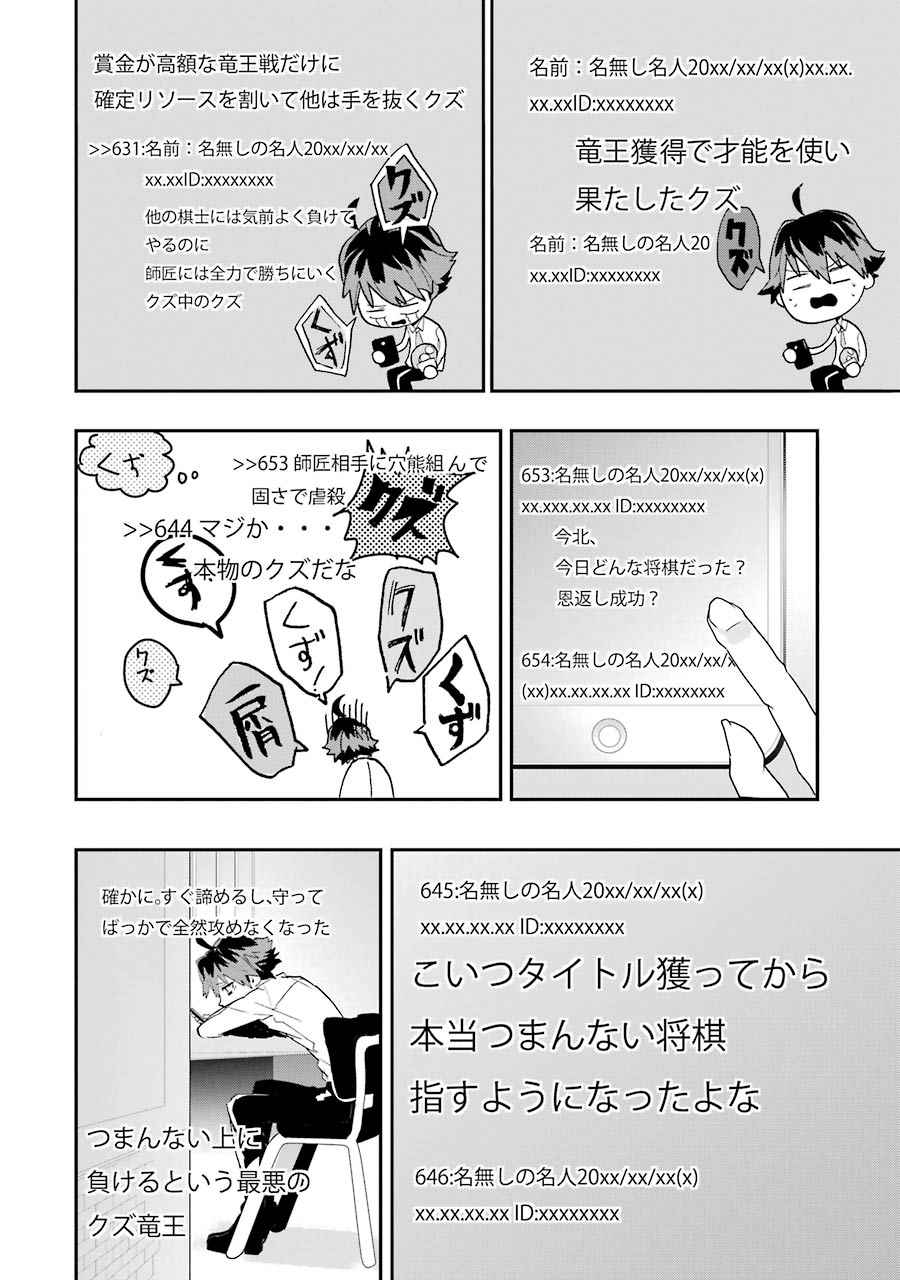 名前：名無し名人20xx/xx/xx(x)xx.xx.
xx.xxID:xxxxxxxx
竜王獲得で才能を使い
果たしたクズ
クズ
名前：名無しの名人20
xx.xxID:xxxxxxxx
賞金が高額な竜王戦だけに
確定リソースを割いて他は手を抜くクズ
>>631:名前：名無しの名人20xx/xx/xx
xx.xxID:xxxxxxxx
クズ
他の棋士には気前よく負けて
やるのに
師匠には全力で勝ちにいく
クズ中のクズ
くず
653:名無しの名人20xx/xx/xx(x)
xx.xxx.xx.xx ID:xxxxxxxx
今北、
今日どんな将棋だった？
恩返し成功？
654:名無しの名人20xx/xx/x
(xx)xx.xx.xx.xx ID:xxxxxxxx
>>653 師匠相手に穴熊組んで
固さで虐殺
クズ
くず
>>644 マジか・・・
本物のクズだな
くず
クズ
くず！
クズ
くず
屑
645:名無しの名人20xx/xx/xx(x)
xx.xx.xx.xx ID:xxxxxxxx
こいつタイトル獲ってから
本当つまんない将棋
指すようになったよな
646:名無しの名人20xx/xx/xx(x)
xx.xx.xx.xx ID:xxxxxxxx
確かに。すぐ諦めるし、守って
ばっかで全然攻めなくなった
つまんない上に
負けるという最悪の
クズ竜王